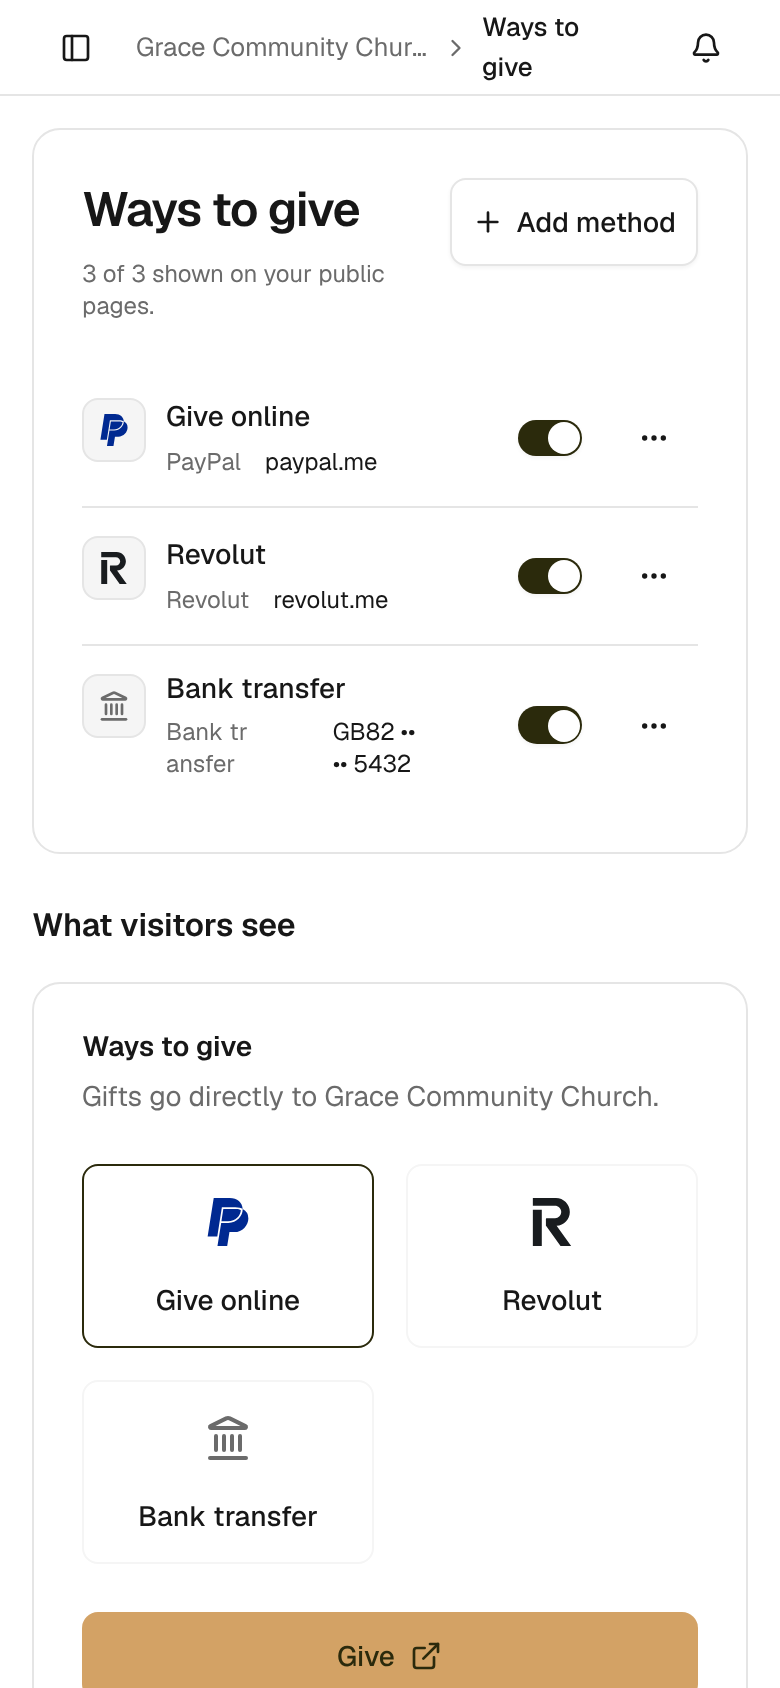 Grace Community Chur...
Ways to
give
Ways to give
Add method
3 of 3 shown on your public
pages.
Give online
PayPal paypal.me
Revolut
Revolut revolut.me
Bank transfer
Bank tr
ansfer
GB82 ••
•• 5432
What visitors see
Ways to give
Gifts go directly to Grace Community Church.
Give online
Revolut
Bank transfer
Give